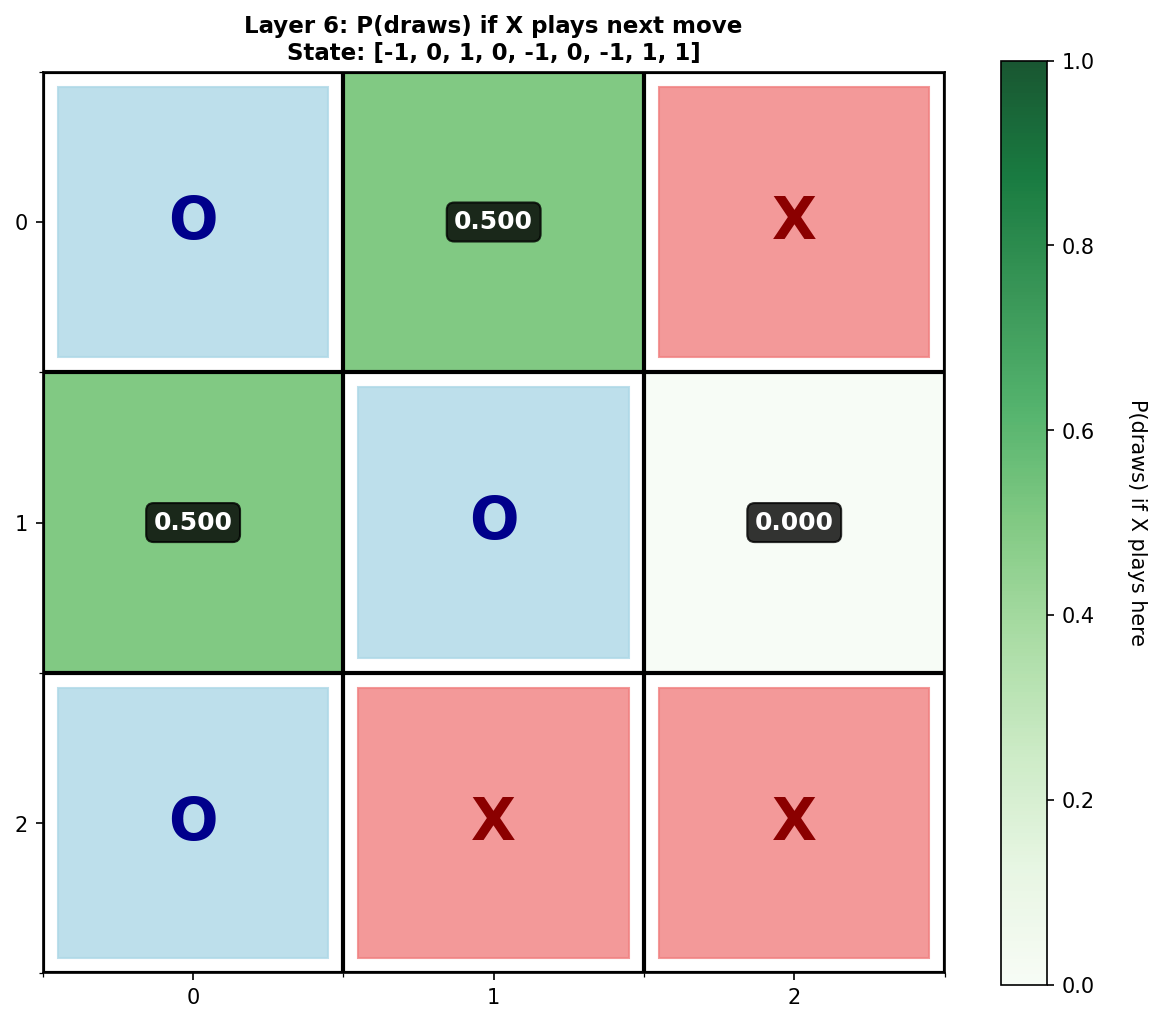 Layer 6: P(draws) if X plays next move
State: [-1, 0, 1, 0, -1, 0, -1, 1, 1]
0
O
0.500
X
1
0.500
O
0.000
2
O
X
X
0
1
2
1.0
0.8
0.6
0.4
0.2
0.0
P(draws) if X plays here